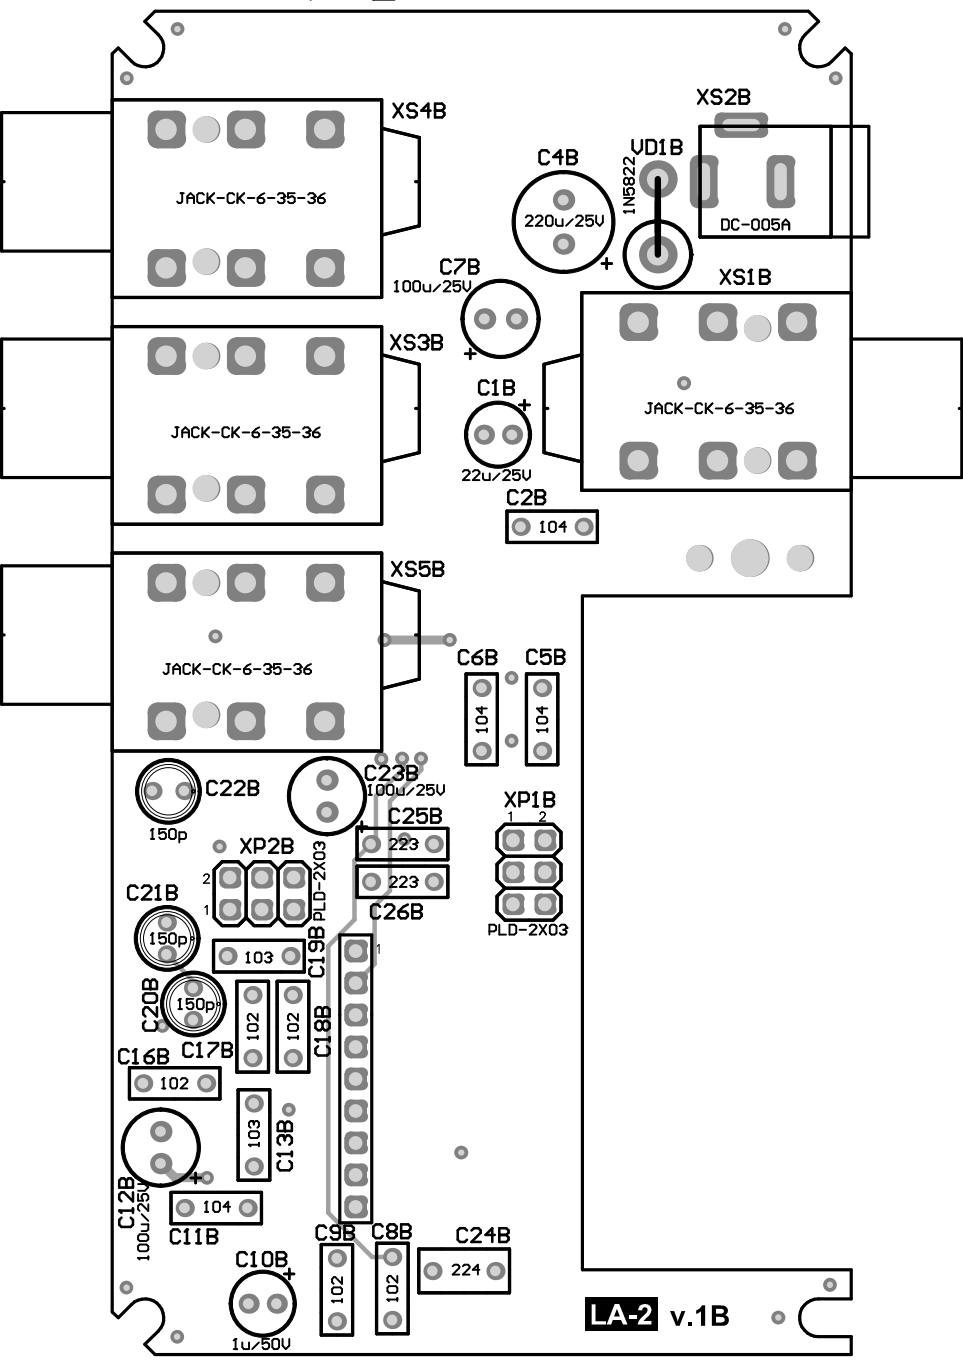 XS4B
JACK-CK-6-35-36
XS2B
C4B
VD1B
1N5822
220u/25V
+
DC-005A
C7B
100u/25V
+
XS1B
XS3B
JACK-CK-6-35-36
C1B
+
22u/25V
JACK-CK-6-35-36
C2B
104
XS5B
JACK-CK-6-35-36
C6B
C5B
104
104
C22B
150p
C23B
100u/25V
+
C25B
223
XP1B
1 2
PLD-2X03
XP2B
2
1
PLD-2X03
223
C26B
C21B
150p
103
C19B
1
C20B
150p
C17B
102
102
C18B
C16B
102
103
C13B
C12B
100u/25V
+
104
C11B
C10B
+
1u/50V
C9B
102
C8B
102
C24B
224
LA-2 v.1B